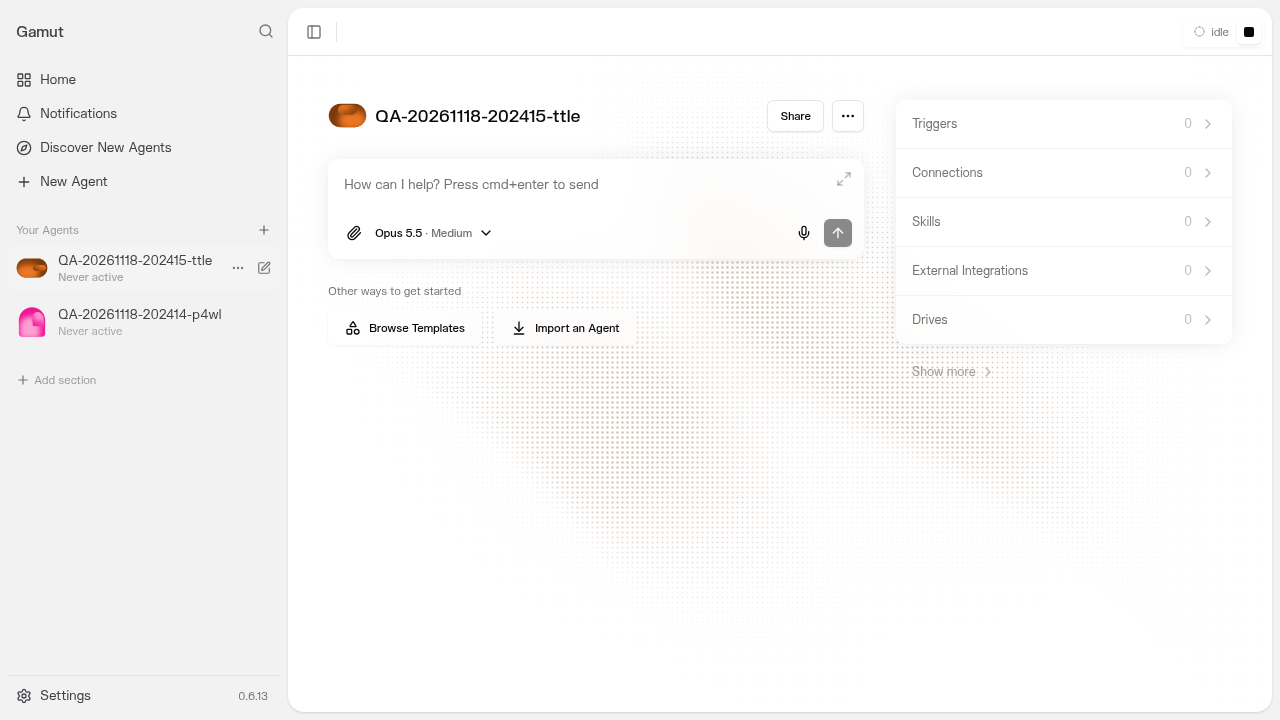 Gamut
Home
Notifications
Discover New Agents
New Agent
Your Agents
QA-20261118-202415-ttle
Never active
QA-20261118-202414-p4wl
Never active
Add section
Settings
0.6.13
idle
QA-20261118-202415-ttle
Share
How can I help? Press cmd+enter to send
Opus 5.5 · Medium
Other ways to get started
Browse Templates
Import an Agent
Triggers 0
Connections 0
Skills 0
External Integrations 0
Drives 0
Show more